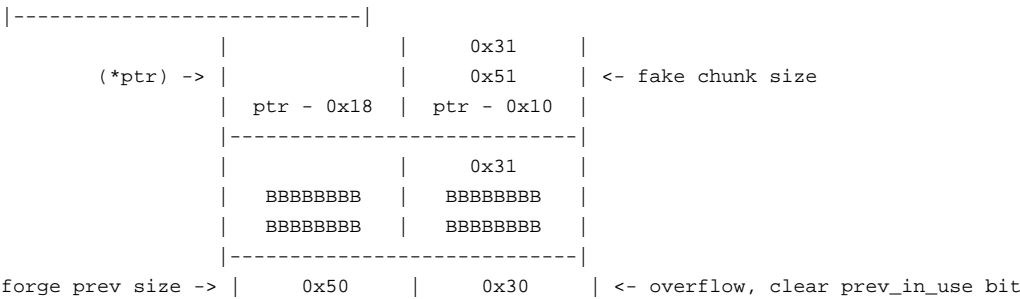 |-----------------------------|
| | 0x31 |
(*ptr) -> | | 0x51 | <- fake chunk size
| ptr - 0x18 | ptr - 0x10 |
|-----------------------------|
| | 0x31 |
| BBBBBBBB | BBBBBBBB |
| BBBBBBBB | BBBBBBBB |
|-----------------------------|
forge prev size -> | 0x50 | 0x30 | <- overflow, clear prev_in_use bit